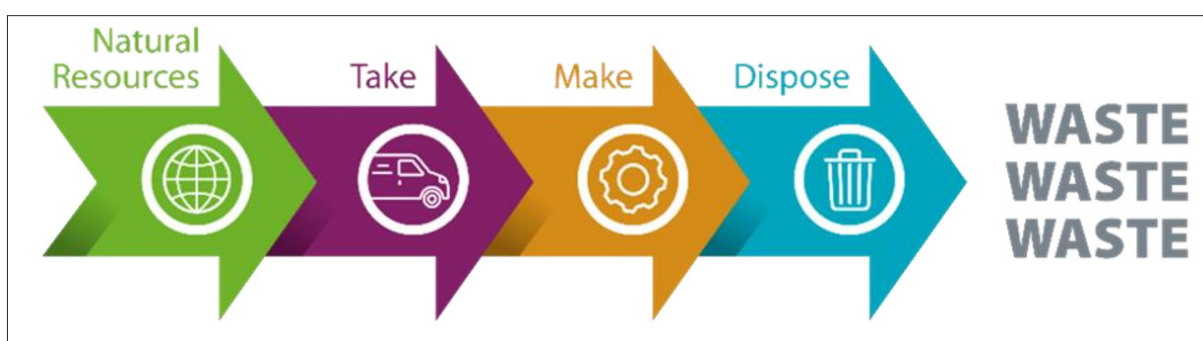 Natural
Resources
Take
Make
Dispose
WASTE
WASTE
WASTE